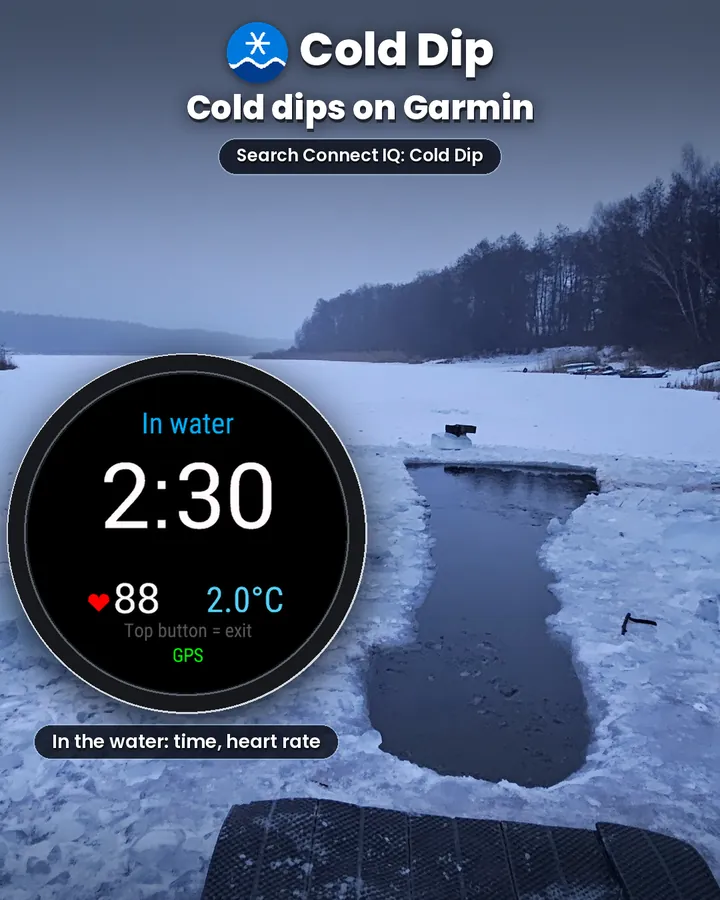 Cold Dip
Cold dips on Garmin
Search Connect IQ: Cold Dip
In water
2:30
88 2.0°C
Top button = exit
GPS
In the water: time, heart rate